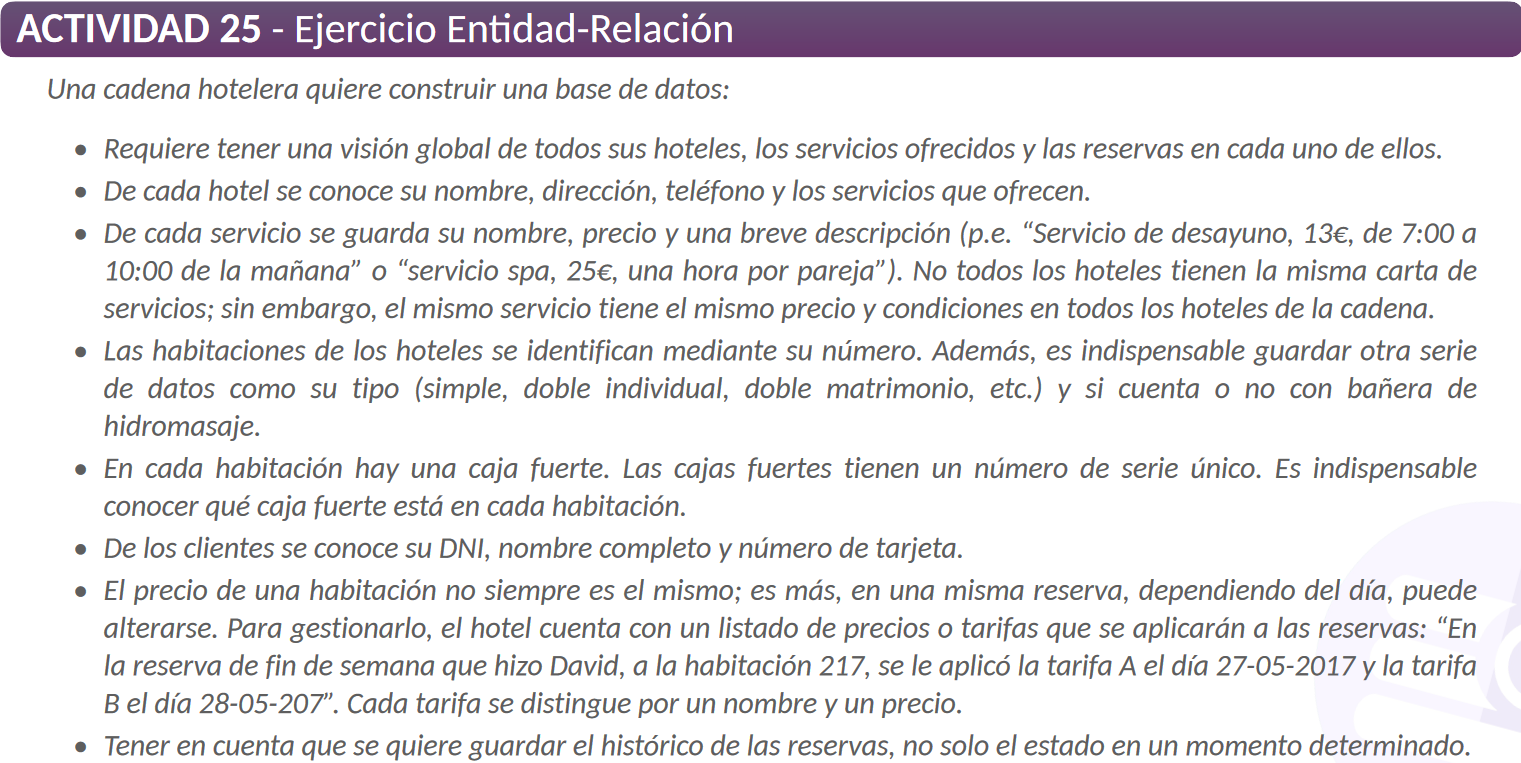 ACTIVIDAD 25 - Ejercicio Entidad-Relación
Una cadena hotelera quiere construir una base de datos:
● Requiere tener una visión global de todos sus hoteles, los servicios ofrecidos y las reservas en cada uno de ellos.
● De cada hotel se conoce su nombre, dirección, teléfono y los servicios que ofrecen.
● De cada servicio se guarda su nombre, precio y una breve descripción (p.e. “Servicio de desayuno, 13€, de 7:00 a
10:00 de la mañana” o “servicio spa, 25€, una hora por pareja”). No todos los hoteles tienen la misma carta de
servicios; sin embargo, el mismo servicio tiene el mismo precio y condiciones en todos los hoteles de la cadena.
● Las habitaciones de los hoteles se identifican mediante su número. Además, es indispensable guardar otra serie
de datos como su tipo (simple, doble individual, doble matrimonio, etc.) y si cuenta o no con bañera de
hidromasaje.
● En cada habitación hay una caja fuerte. Las cajas fuertes tienen un número de serie único. Es indispensable
conocer qué caja fuerte está en cada habitación.
● De los clientes se conoce su DNI, nombre completo y número de tarjeta.
● El precio de una habitación no siempre es el mismo; es más, en una misma reserva, dependiendo del día, puede
alterarse. Para gestionarlo, el hotel cuenta con un listado de precios o tarifas que se aplicarán a las reservas: “En
la reserva de fin de semana que hizo David, a la habitación 217, se le aplicó la tarifa A el día 27-05-2017 y la tarifa
B el día 28-05-207”. Cada tarifa se distingue por un nombre y un precio.
● Tener en cuenta que se quiere guardar el histórico de las reservas, no solo el estado en un momento determinado.